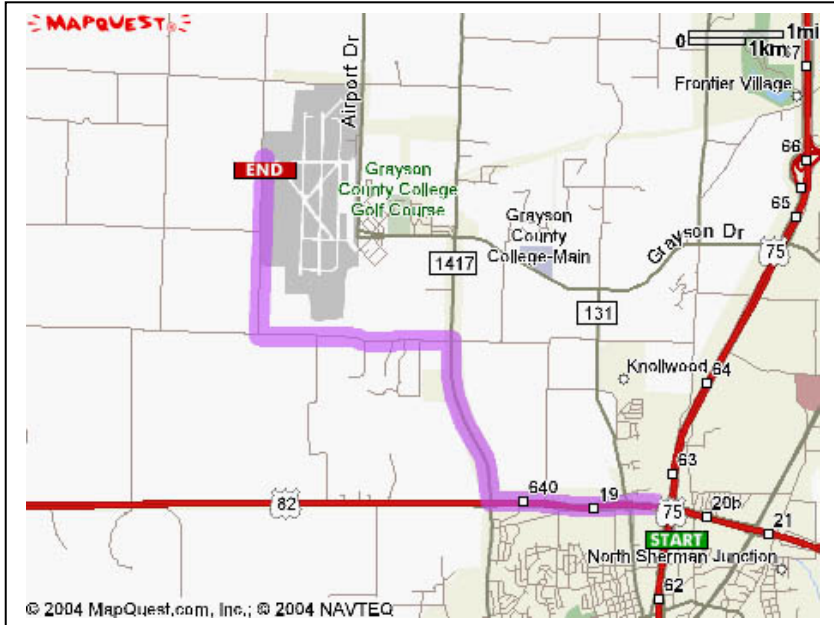 MAPQUEST
0
1mi
1km
67
Frontier Village
Airport Dr
66
END
Grayson
County College
Golf Course
65
Grayson
County
College-Main
Grayson Dr
75
1417
131
Knollwood
64
63
640
19
82
75
20b
21
START
North Sherman Junction
62
© 2004 MapQuest.com, Inc.; © 2004 NAVTEQ